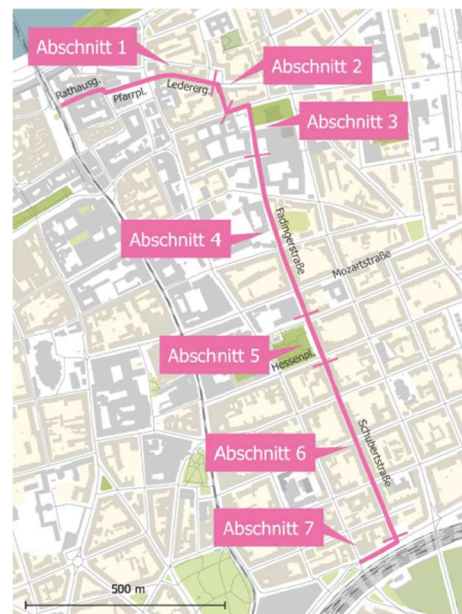 Abschnitt 1
Abschnitt 2
Rathausg.
Pfarrpl.
Ledererg.
Abschnitt 3
Abschnitt 4
Fadingerstraße
Mozartstraße
Abschnitt 5
Hessenpl.
Abschnitt 6
Schubertstraße
Abschnitt 7
500 m